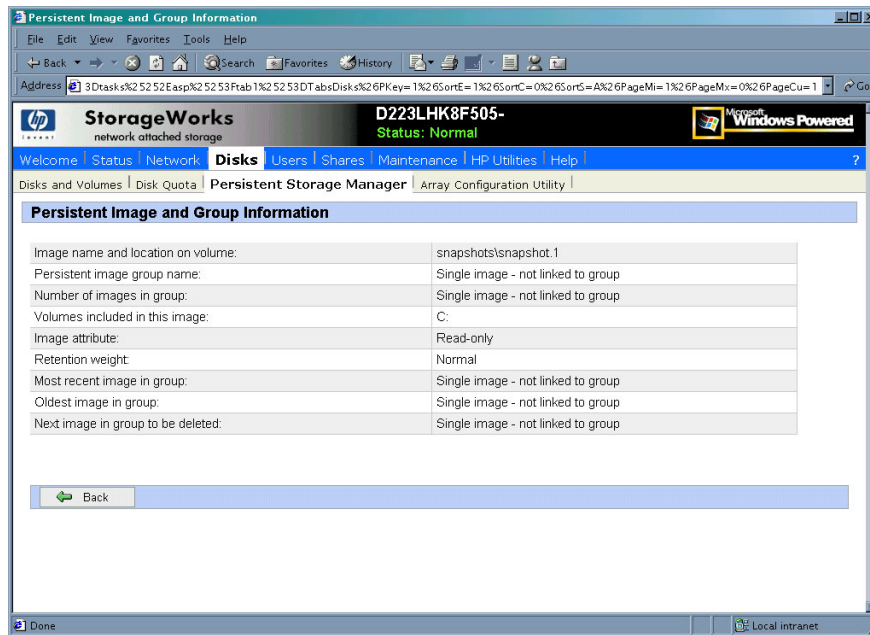 Persistent Image and Group Information
File Edit View Favorites Tools Help
Back Search Favorites History
Address 3Dtasks%25252Easp%25253Ftab1%25253DTabsDisks%26PKey=1%26SortE=1%26SortC=0%26SortS=A%26PageMi=1%26PageMx=0%26PageCu=1 Go
hp invent StorageWorks D223LHK8F505- Microsoft Windows Powered
network attached storage Status: Normal
Welcome Status Network Disks Users Shares Maintenance HP Utilities Help ?
Disks and Volumes Disk Quota Persistent Storage Manager Array Configuration Utility
Persistent Image and Group Information
Image name and location on volume: snapshots\snapshot.1
Persistent image group name: Single image - not linked to group
Number of images in group: Single image - not linked to group
Volumes included in this image: C:
Image attribute: Read-only
Retention weight: Normal
Most recent image in group: Single image - not linked to group
Oldest image in group: Single image - not linked to group
Next image in group to be deleted: Single image - not linked to group
Back
Done Local intranet